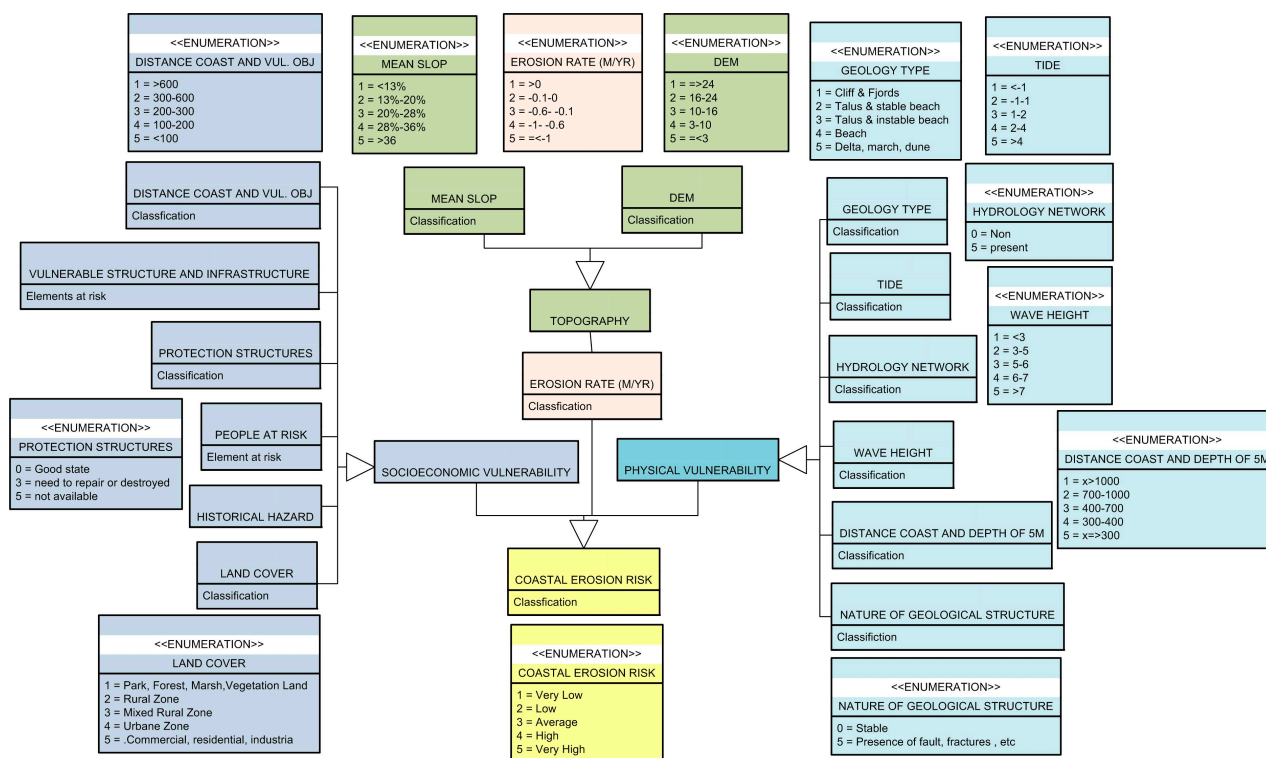 <<ENUMERATION>>
DISTANCE COAST AND VUL. OBJ
1 = >600
2 = 300-600
3 = 200-300
4 = 100-200
5 = <100
<<ENUMERATION>>
MEAN SLOP
1 = <13%
2 = 13%-20%
3 = 20%-28%
4 = 28%-36%
5 = >36
<<ENUMERATION>>
EROSION RATE (M/YR)
1 = >0
2 = -0.1-0
3 = -0.6- -0.1
4 = -1- -0.6
5 = =<-1
<<ENUMERATION>>
DEM
1 = =>24
2 = 16-24
3 = 10-16
4 = 3-10
5 = =<3
<<ENUMERATION>>
GEOLOGY TYPE
1 = Cliff & Fjords
2 = Talus & stable beach
3 = Talus & instable beach
4 = Beach
5 = Delta, march, dune
<<ENUMERATION>>
TIDE
1 = <-1
2 = -1-1
3 = 1-2
4 = 2-4
5 = >4
DISTANCE COAST AND VUL. OBJ
Classfication
MEAN SLOP
Classification
DEM
Classification
GEOLOGY TYPE
Classification
<<ENUMERATION>>
HYDROLOGY NETWORK
0 = Non
5 = present
VULNERABLE STRUCTURE AND INFRASTRUCTURE
Elements at risk
TOPOGRAPHY
TIDE
Classification
<<ENUMERATION>>
WAVE HEIGHT
1 = <3
2 = 3-5
3 = 5-6
4 = 6-7
5 = >7
PROTECTION STRUCTURES
Classification
EROSION RATE (M/YR)
Classfication
HYDROLOGY NETWORK
Classification
<<ENUMERATION>>
PROTECTION STRUCTURES
0 = Good state
3 = need to repair or destroyed
5 = not available
PEOPLE AT RISK
Element at risk
SOCIOECONOMIC VULNERABILITY
PHYSICAL VULNERABILITY
WAVE HEIGHT
Classification
<<ENUMERATION>>
DISTANCE COAST AND DEPTH OF 5M
1 = x>1000
2 = 700-1000
3 = 400-700
4 = 300-400
5 = x=>300
HISTORICAL HAZARD
DISTANCE COAST AND DEPTH OF 5M
Classification
LAND COVER
Classification
COASTAL EROSION RISK
Classfication
NATURE OF GEOLOGICAL STRUCTURE
Classifiction
<<ENUMERATION>>
LAND COVER
1 = Park, Forest, Marsh,Vegetation Land
2 = Rural Zone
3 = Mixed Rural Zone
4 = Urbane Zone
5 = .Commercial, residential, industria
<<ENUMERATION>>
COASTAL EROSION RISK
1 = Very Low
2 = Low
3 = Average
4 = High
5 = Very High
<<ENUMERATION>>
NATURE OF GEOLOGICAL STRUCTURE
0 = Stable
5 = Presence of fault, fractures , etc